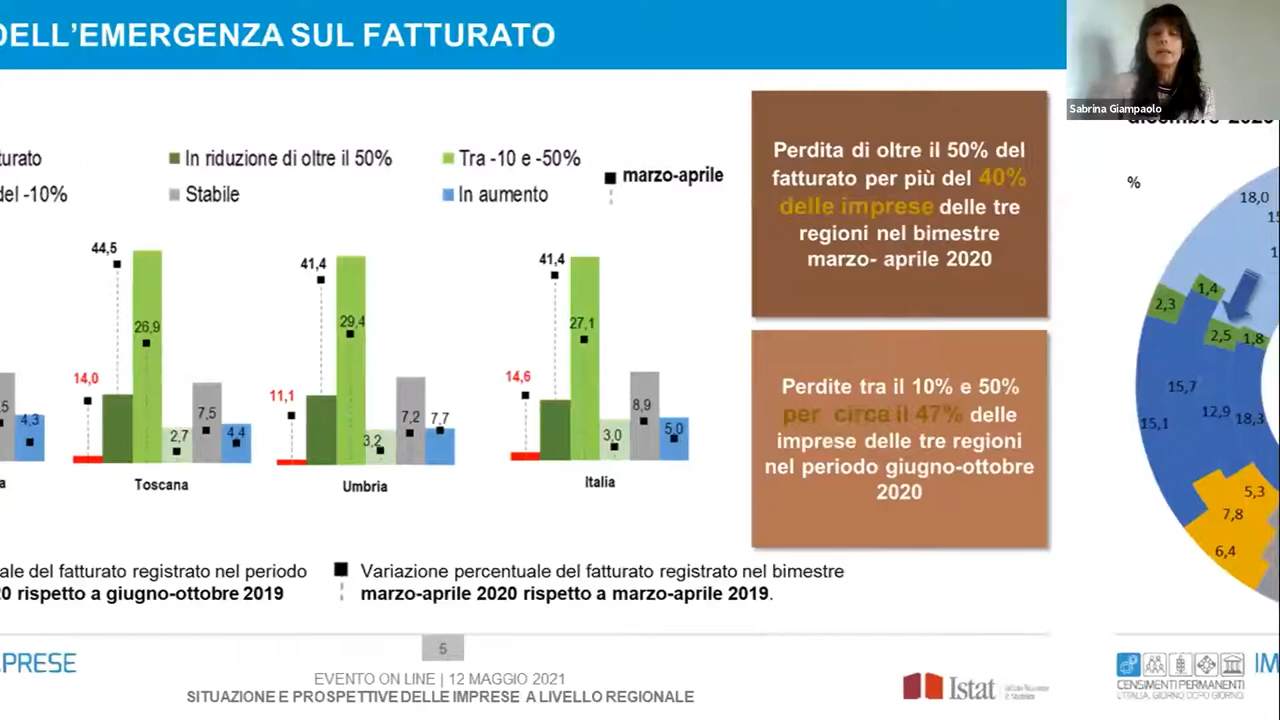 DELL'EMERGENZA SUL FATTURATO
Sabrina Giampaolo
turato
In riduzione di oltre il 50%
Tra -10 e -50%
marzo-aprile
del -10%
Stabile
In aumento
44,5
26,9
14,0
2,7
7,5
4,4
41,4
29,4
11,1
3,2
7,2
7,7
41,4
27,1
14,6
3,0
8,9
5,0
5
4,3
a
Toscana
Umbria
Italia
Perdita di oltre il 50% del
fatturato per più del 40%
delle imprese delle tre
regioni nel bimestre
marzo- aprile 2020
Perdite tra il 10% e 50%
per circa il 47% delle
imprese delle tre regioni
nel periodo giugno-ottobre
2020
ale del fatturato registrato nel periodo
0 rispetto a giugno-ottobre 2019
Variazione percentuale del fatturato registrato nel bimestre
marzo-aprile 2020 rispetto a marzo-aprile 2019.
%
18,0
2,3
1,4
2,5
1,8
15,7
15,1
12,9
18,3
5,3
7,8
6,4
PRESE
5
EVENTO ON LINE | 12 MAGGIO 2021
SITUAZIONE E PROSPETTIVE DELLE IMPRESE A LIVELLO REGIONALE
Istat
CENSIMENTI PERMANENTI
L'ITALIA, GIORNO DOPO GIORNO
IM